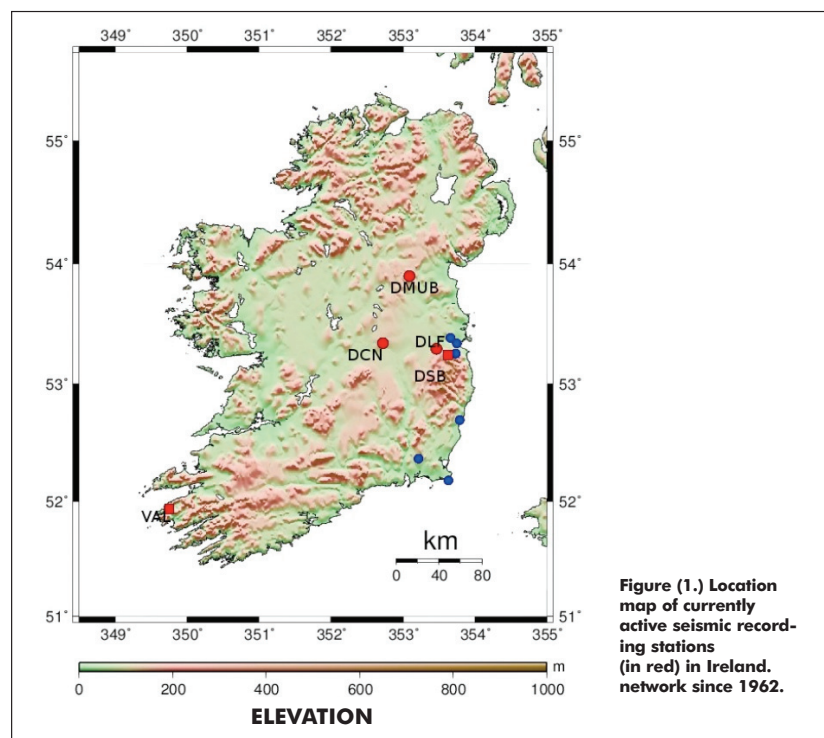 349° 350° 351° 352° 353° 354° 355°
55° 55°
54° 54°
DMUB
DLF
DCN
DSB
53° 53°
52° 52°
VAL
km
0 40 80
51° 51°
349° 350° 351° 352° 353° 354° 355°
m
0 200 400 600 800 1000
ELEVATION
Figure (1.) Location
map of currently
active seismic record-
ing stations
(in red) in Ireland.
network since 1962.